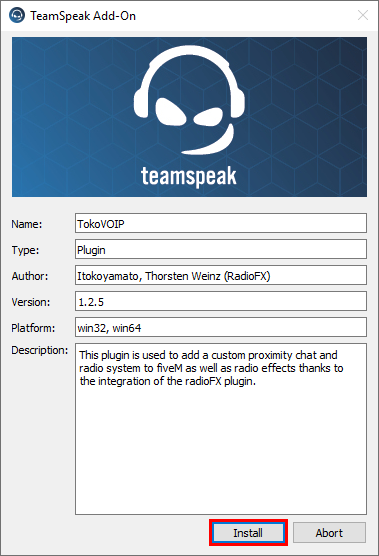 TeamSpeak Add-On
teamspeak
Name: TokoVOIP
Type: Plugin
Author: Itokoyamato, Thorsten Weinz (RadioFX)
Version: 1.2.5
Platform: win32, win64
Description: This plugin is used to add a custom proximity chat and
radio system to fiveM as well as radio effects thanks to
the integration of the radioFX plugin.
Install Abort